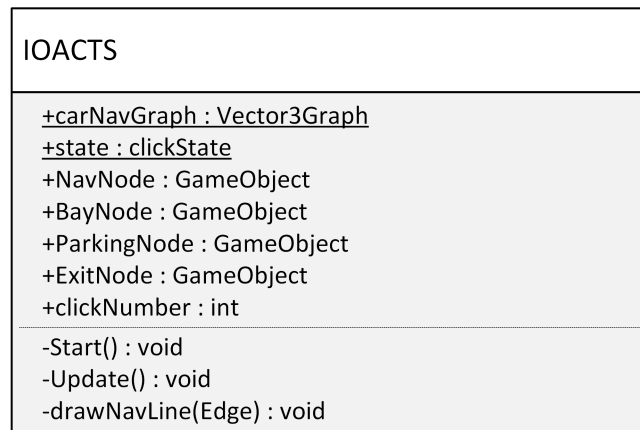 IOACTS
+carNavGraph : Vector3Graph
+state : clickState
+NavNode : GameObject
+BayNode : GameObject
+ParkingNode : GameObject
+ExitNode : GameObject
+clickNumber : int
-Start() : void
-Update() : void
-drawNavLine(Edge) : void